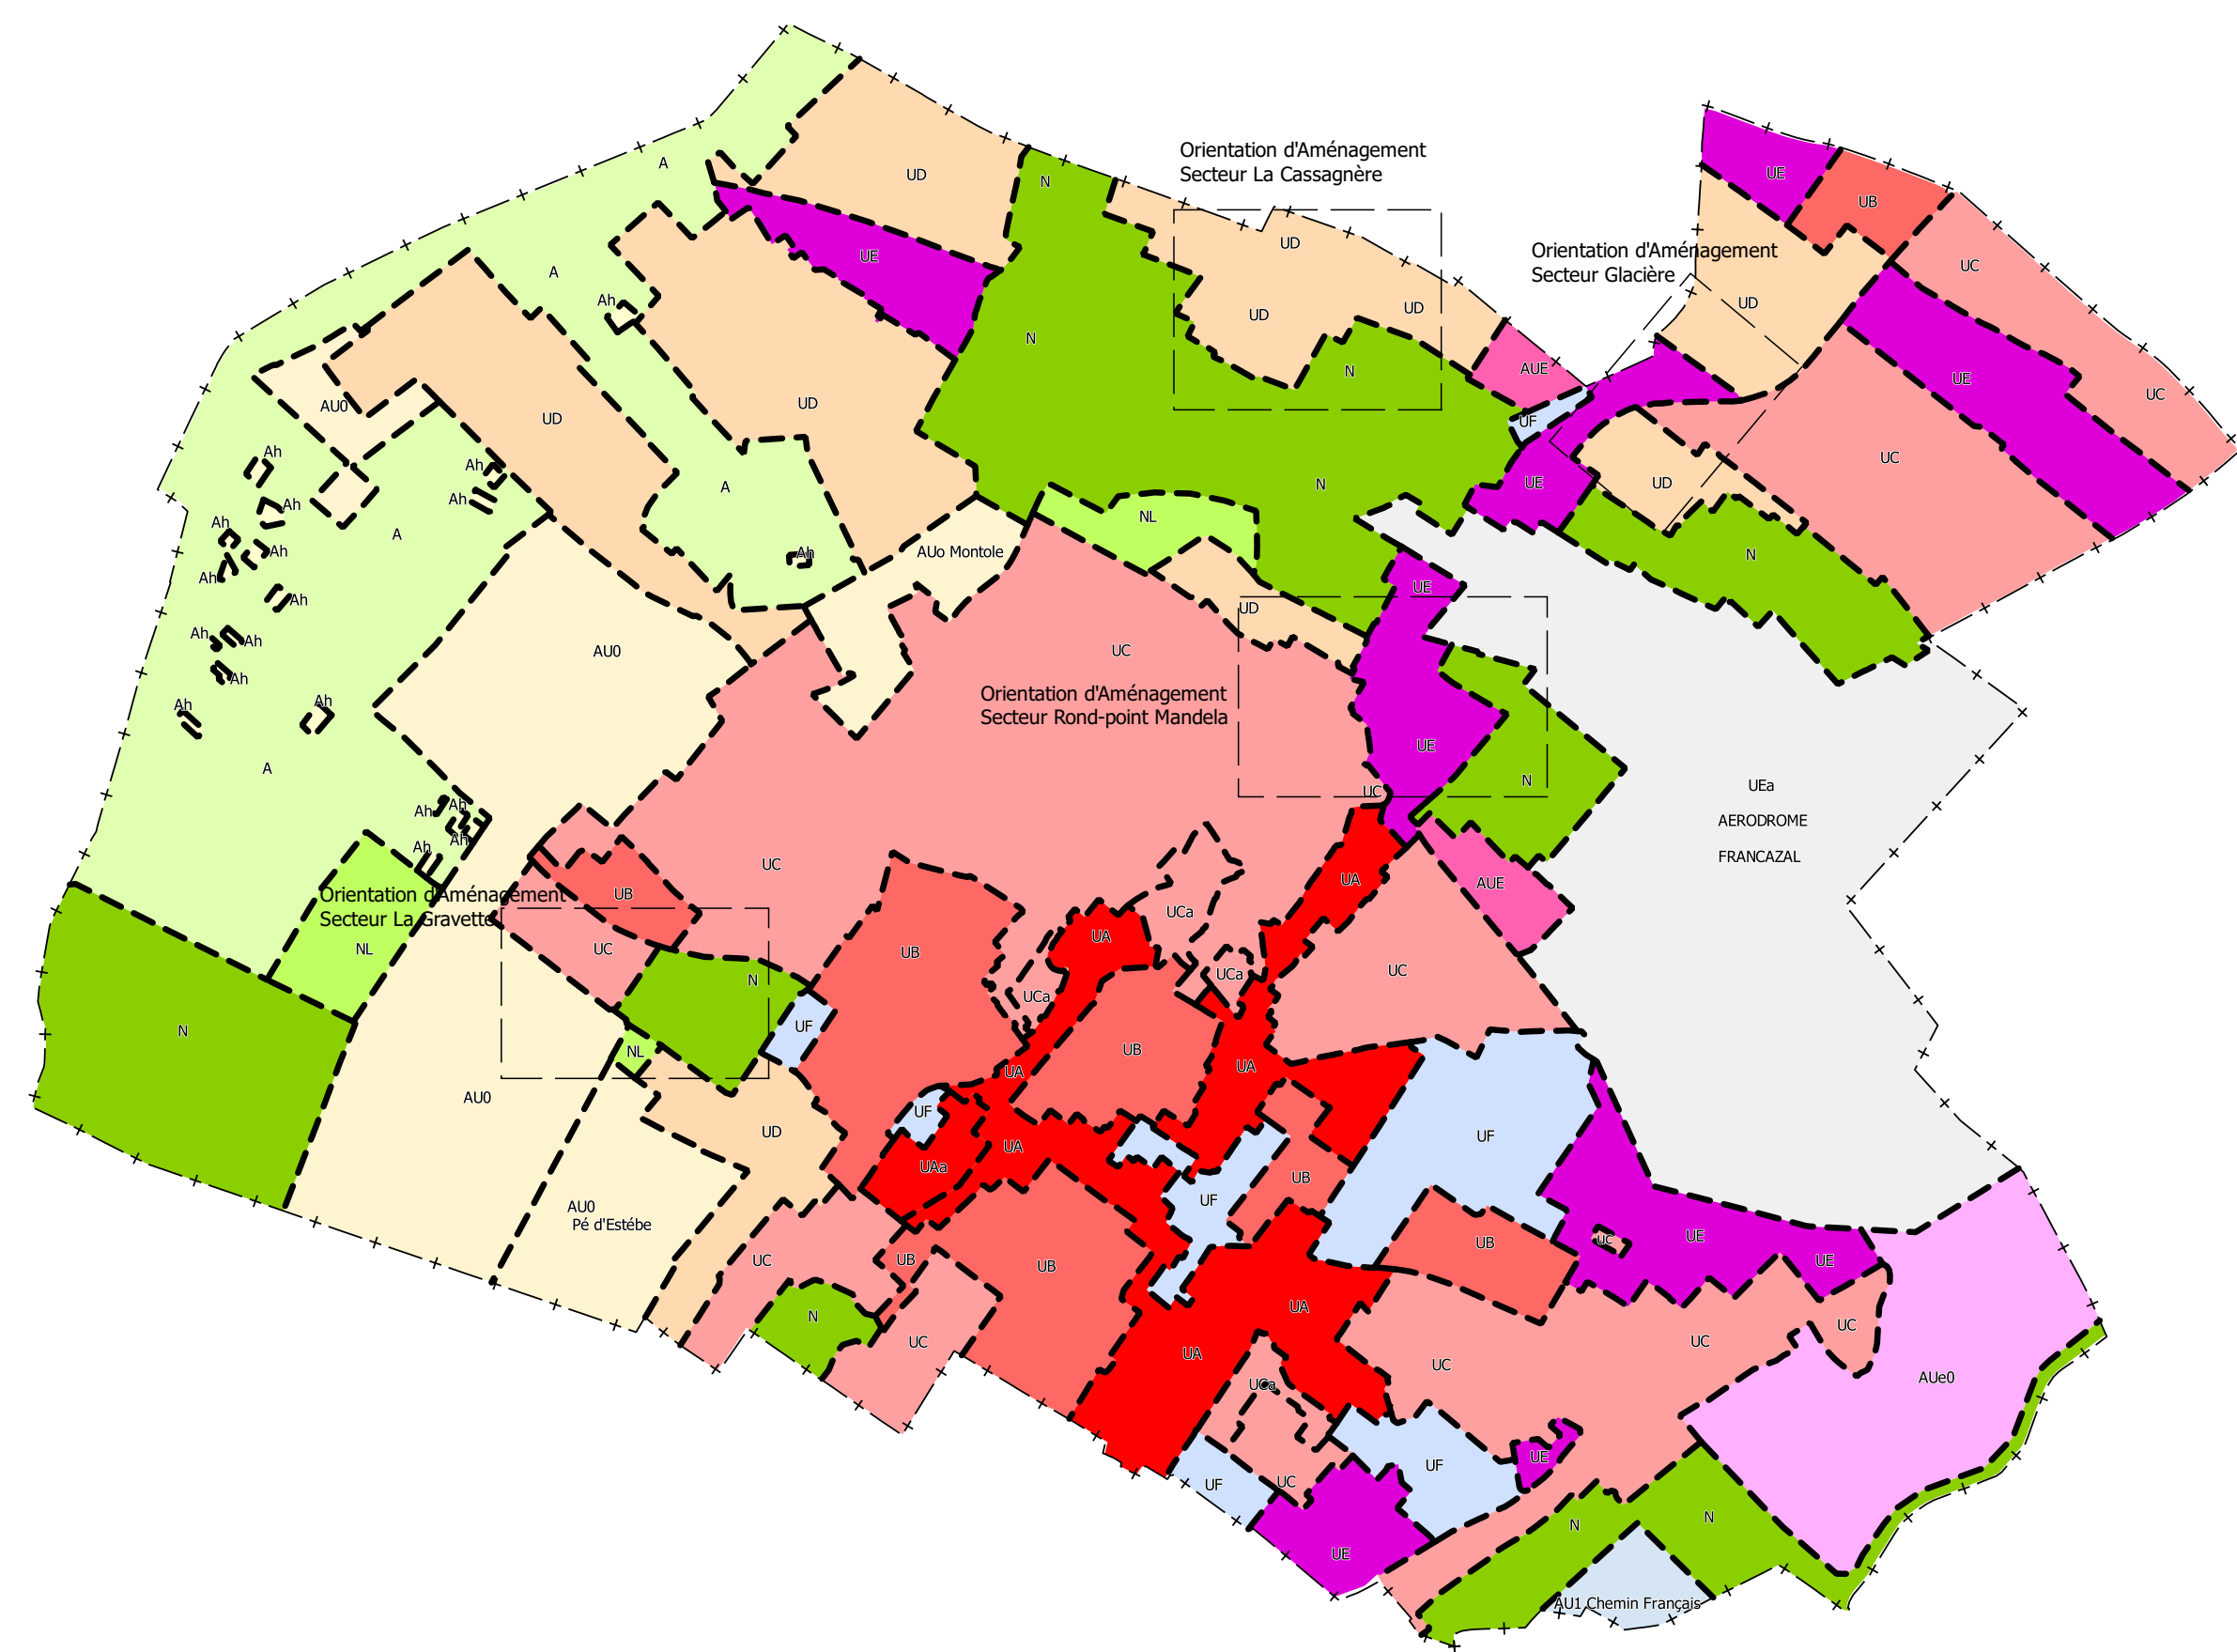 Orientation d'Aménagement
Secteur La Cassagnère
A
UD
N
UE
UB
UD
Orientation d'Aménagement
Secteur Glacière
UC
A
UE
Ah
UD
UD
UD
N
AUE
N
UE
UC
AU0
UD
UD
UF
UC
Ah
Ah
Ah
A
N
UE
UD
Ah
NL
Ah
A
Ah
AUo Montole
Ah
N
Ah
UE
Ah
UD
Ah
Ah
AU0
UC
Ah
Orientation d'Aménagement
Secteur Rond-point Mandela
Ah
Ah
UE
A
N
UEa
UC
Ah
Ah
AERODROME
Ah
Ah
FRANCAZAL
UC
UA
AUE
Orientation d'Aménagement
Secteur La Gravette
UB
UCa
UA
NL
UC
UB
UCa
UC
N
UCa
N
UF
NL
UB
UA
UA
AU0
UF
UD
UA
UF
UAa
UB
UF
AU0
Pé d'Estébe
UC
UB
UB
UB
UC
UE
UE
N
UA
UC
UC
UA
UC
UC
UCa
AUe0
UE
UF
UC
UF
N
N
UE
AU1 Chemin Français